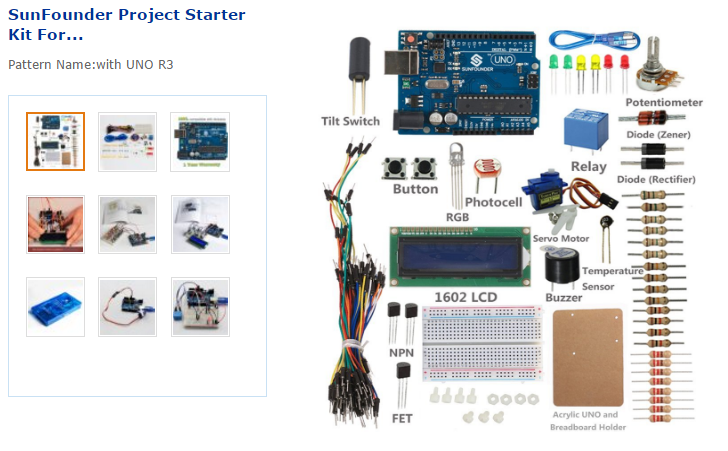 SunFounder Project Starter
Kit For...
Pattern Name:with UNO R3
SUNFOUNDER
UNO
Tilt Switch
Potentiometer
Diode (Zener)
Relay
Diode (Rectifier)
Button
RGB
Photocell
Servo Motor
Temperature
Sensor
Buzzer
1602 LCD
NPN
FET
Acrylic UNO and
Breadboard Holder